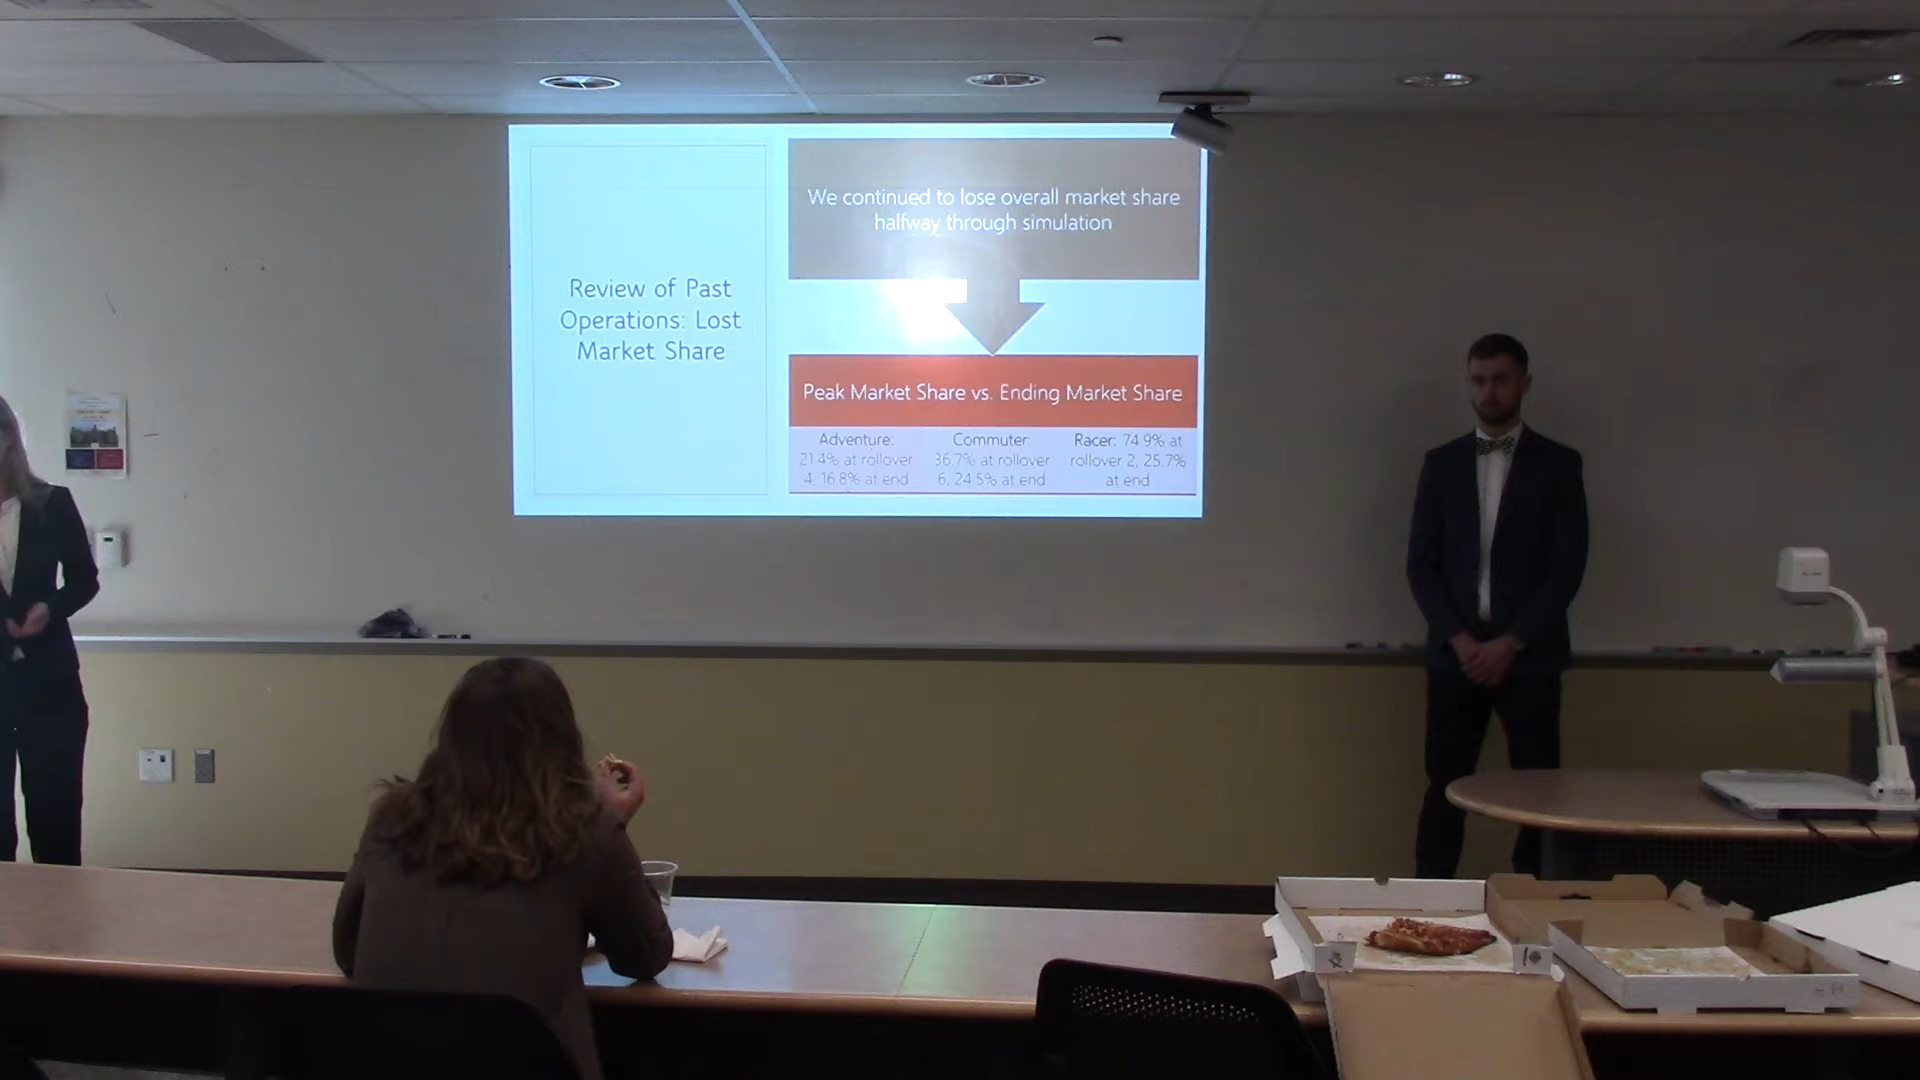 Review of Past
Operations: Lost
Market Share
We continued to lose overall market share
halfway through simulation
Peak Market Share vs. Ending Market Share
Adventure:
21.4% at rollover
4, 16.8% at end
Commuter
36.7% at rollover
6, 24.5% at end
Racer: 74.9% at
rollover 2, 25.7%
at end